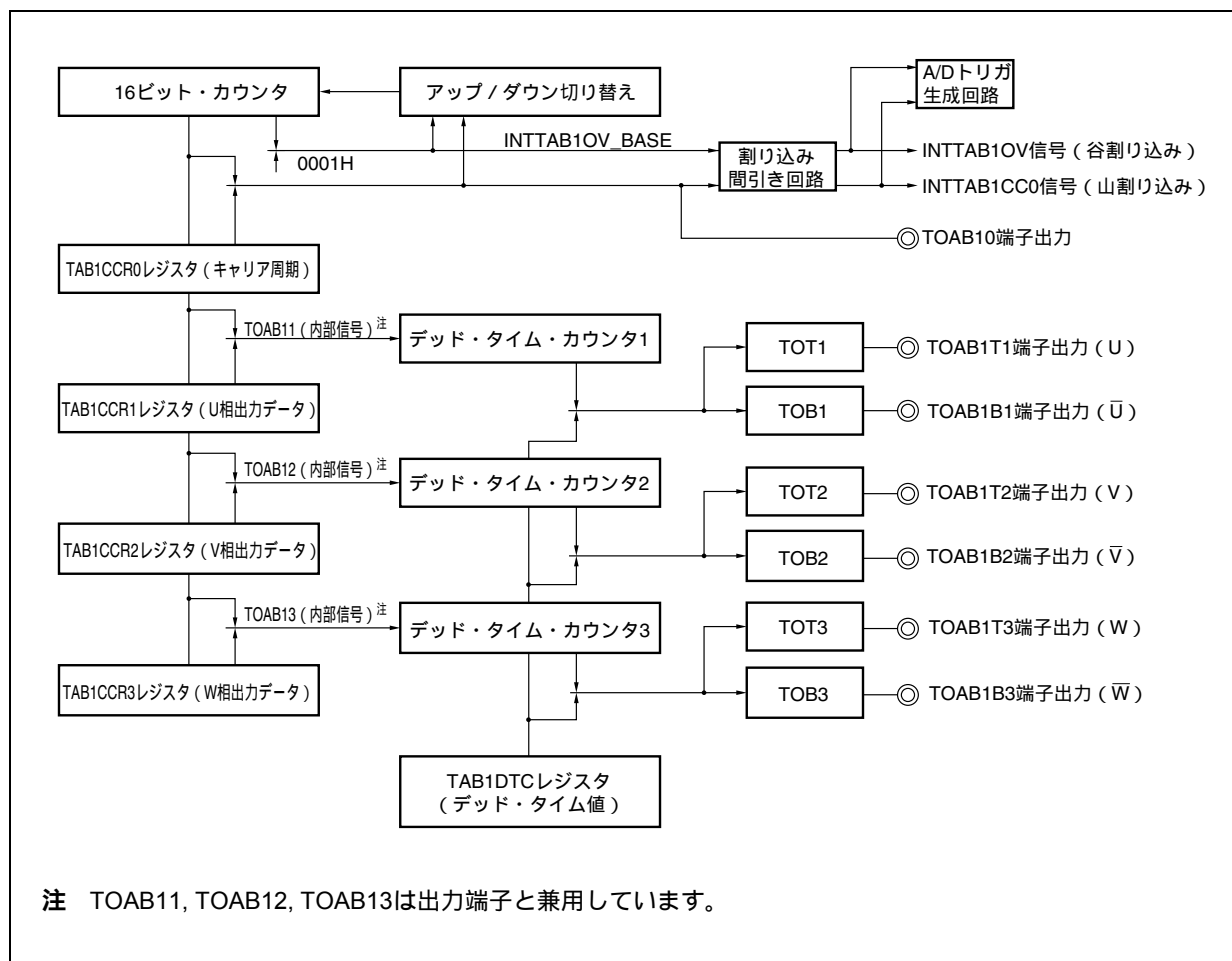 16ビット・カウンタ
アップ / ダウン切り替え
A/Dトリガ
生成回路
INTTAB1OV_BASE
0001H
割り込み
間引き回路
INTTAB1OV信号（谷割り込み）
INTTAB1CC0信号（山割り込み）
TOAB10端子出力
TAB1CCR0レジスタ（キャリア周期）
TOAB11（内部信号）注
デッド・タイム・カウンタ1
TOT1
TOAB1T1端子出力（U）
TAB1CCR1レジスタ（U相出力データ）
TOB1
TOAB1B1端子出力（U̅）
TOAB12（内部信号）注
デッド・タイム・カウンタ2
TOT2
TOAB1T2端子出力（V）
TAB1CCR2レジスタ（V相出力データ）
TOB2
TOAB1B2端子出力（V̅）
TOAB13（内部信号）注
デッド・タイム・カウンタ3
TOT3
TOAB1T3端子出力（W）
TAB1CCR3レジスタ（W相出力データ）
TOB3
TOAB1B3端子出力（W̅）
TAB1DTCレジスタ
（デッド・タイム値）
注 TOAB11, TOAB12, TOAB13は出力端子と兼用しています。